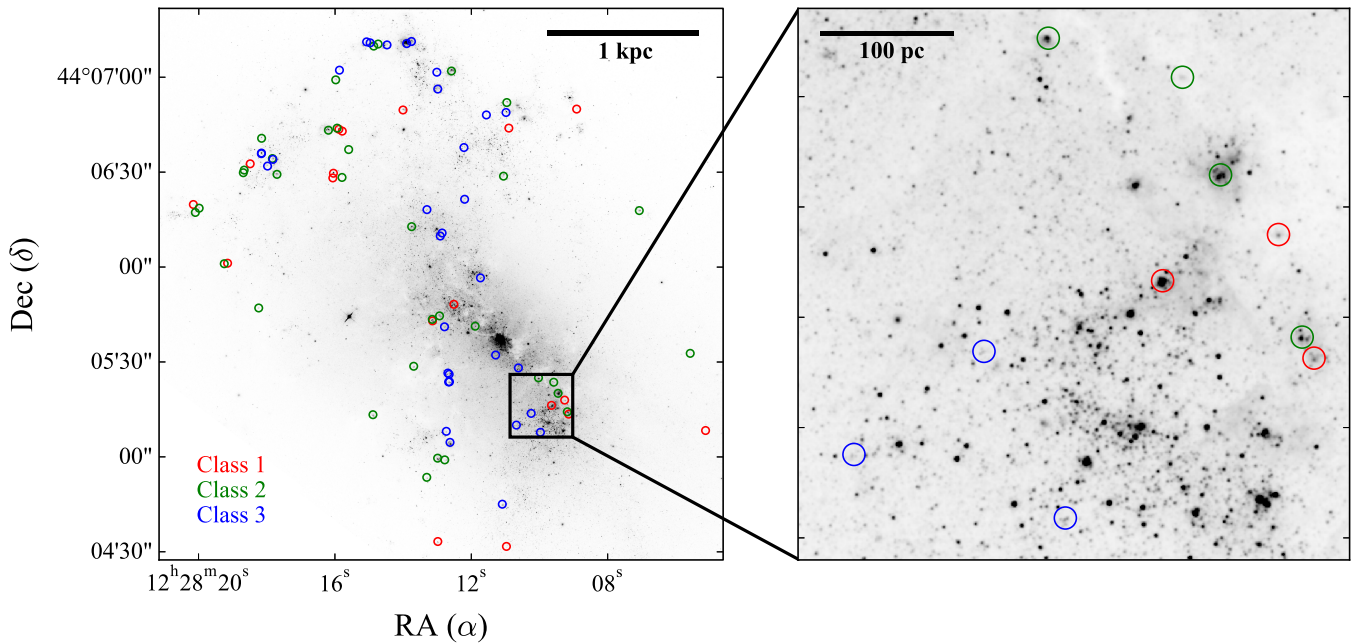 1 kpc
100 pc
44°07'00"
06'30"
00"
05'30"
00"
04'30"
Class 1
Class 2
Class 3
12ʰ28ᵐ20ˢ
16ˢ
12ˢ
08ˢ
Dec (δ)
RA (α)